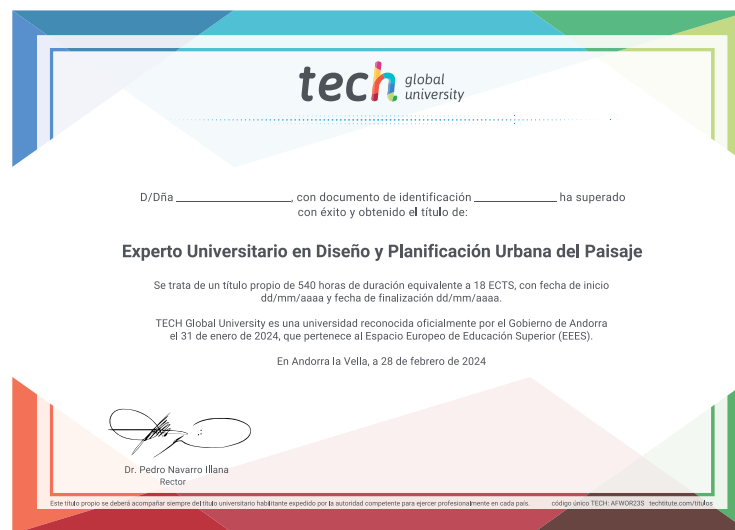 tech global university
D/Dña ____________________, con documento de identificación ______________ ha superado
con éxito y obtenido el título de:
Experto Universitario en Diseño y Planificación Urbana del Paisaje
Se trata de un título propio de 540 horas de duración equivalente a 18 ECTS, con fecha de inicio
dd/mm/aaaa y fecha de finalización dd/mm/aaaa.
TECH Global University es una universidad reconocida oficialmente por el Gobierno de Andorra
el 31 de enero de 2024, que pertenece al Espacio Europeo de Educación Superior (EEES).
En Andorra la Vella, a 28 de febrero de 2024
Dr. Pedro Navarro Illana
Rector
Este título propio se deberá acompañar siempre del título universitario habilitante expedido por la autoridad competente para ejercer profesionalmente en cada país. código único TECH: AFWOR23S techtitute.com/titulos